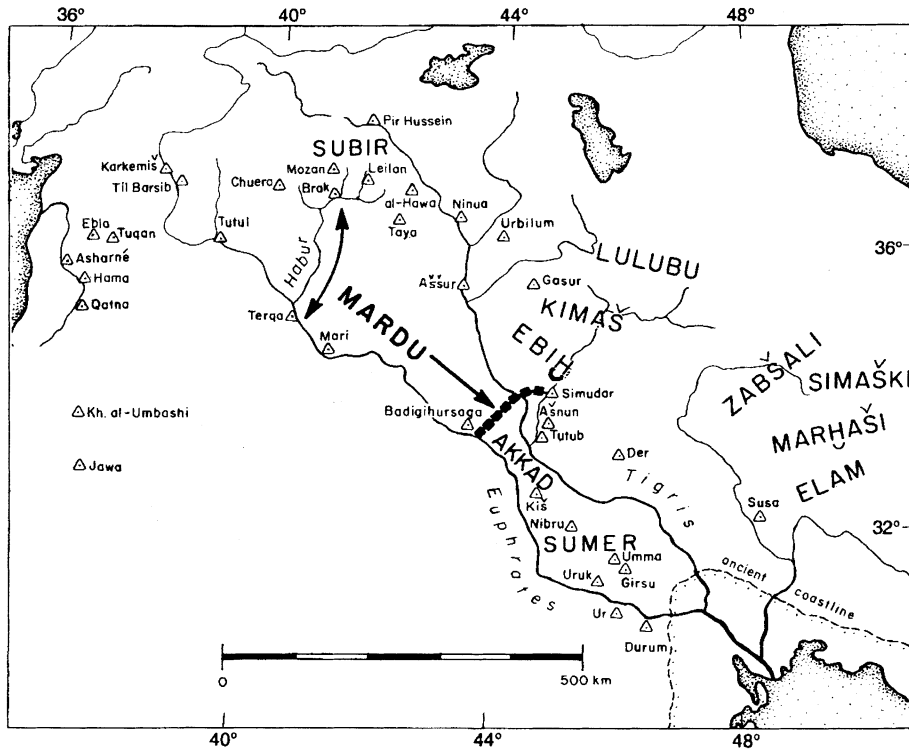 36°
40°
44°
48°
Pir Hussein
SUBIR
Karkemiš
Mozan
Leilan
Til Barsib
Chuera
Brak
al-Hawa
Ninua
Taya
Urbilum
Ebla
Tuqan
Tutul
36°
Asharné
Habur
LULUBU
Hama
Aššur
Gasur
Qatna
KIMAŠ
Terqa
MARDU
EBIH
Mari
ZABŠALI
SIMAŠKI
Simudar
Kh. al-Umbashi
Badigihursaga
Ašnun
MARHAŠI
Tutub
Jawa
AKKAD
Der
ELAM
Tigris
Kiš
Susa
Euphrates
Nibru
32°
SUMER
Umma
ancient
Uruk
Girsu
coastline
Ur
Durum
0
500 km
40°
44°
48°